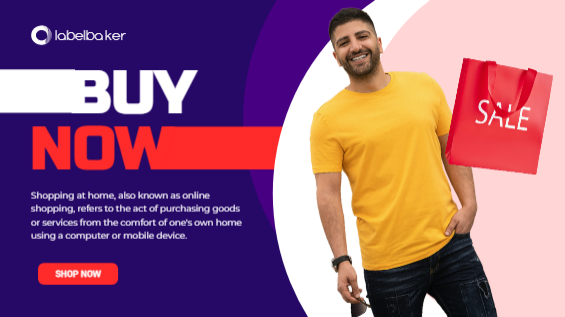 labelbaker
BUY
NOW
Shopping at home, also known as online
shopping, refers to the act of purchasing goods
or services from the comfort of one's own home
using a computer or mobile device.
SHOP NOW
SALE